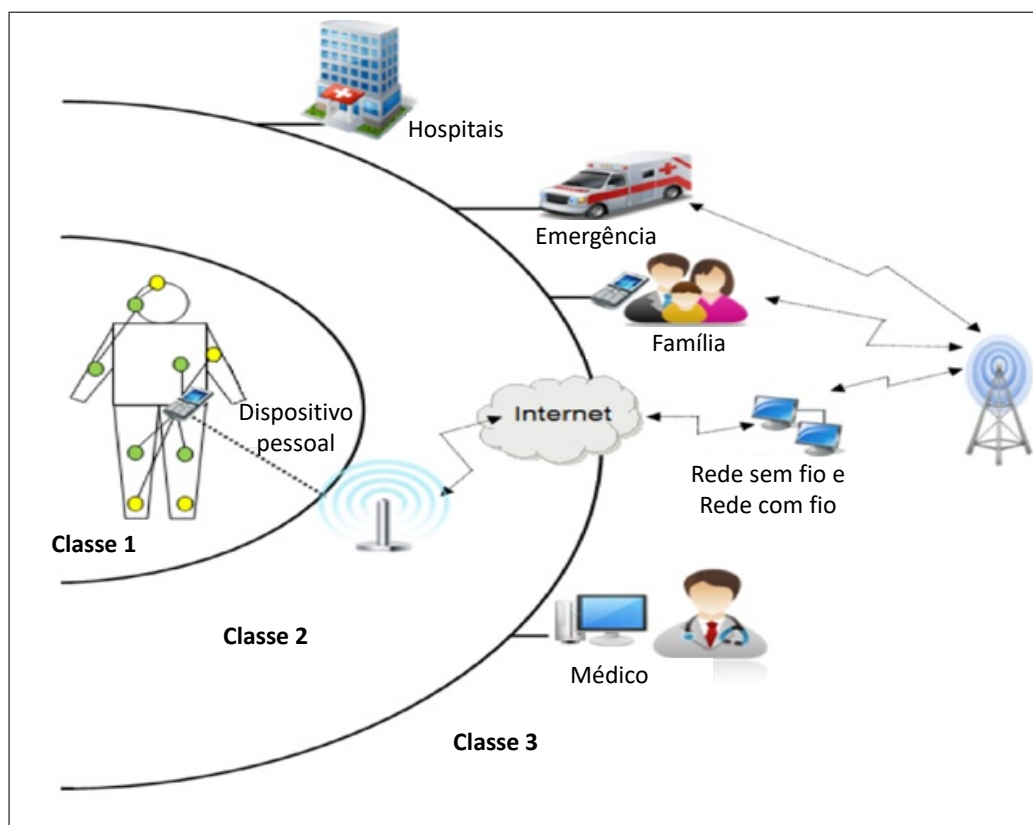 Hospitais
Emergência
Família
Internet
Dispositivo
pessoal
Rede sem fio e
Rede com fio
Classe 1
Classe 2
Médico
Classe 3